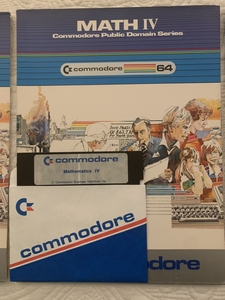 MATH IV
Commodore Public Domain Series
commodore 64
commodore
Mathematics IV
commodore
commodore